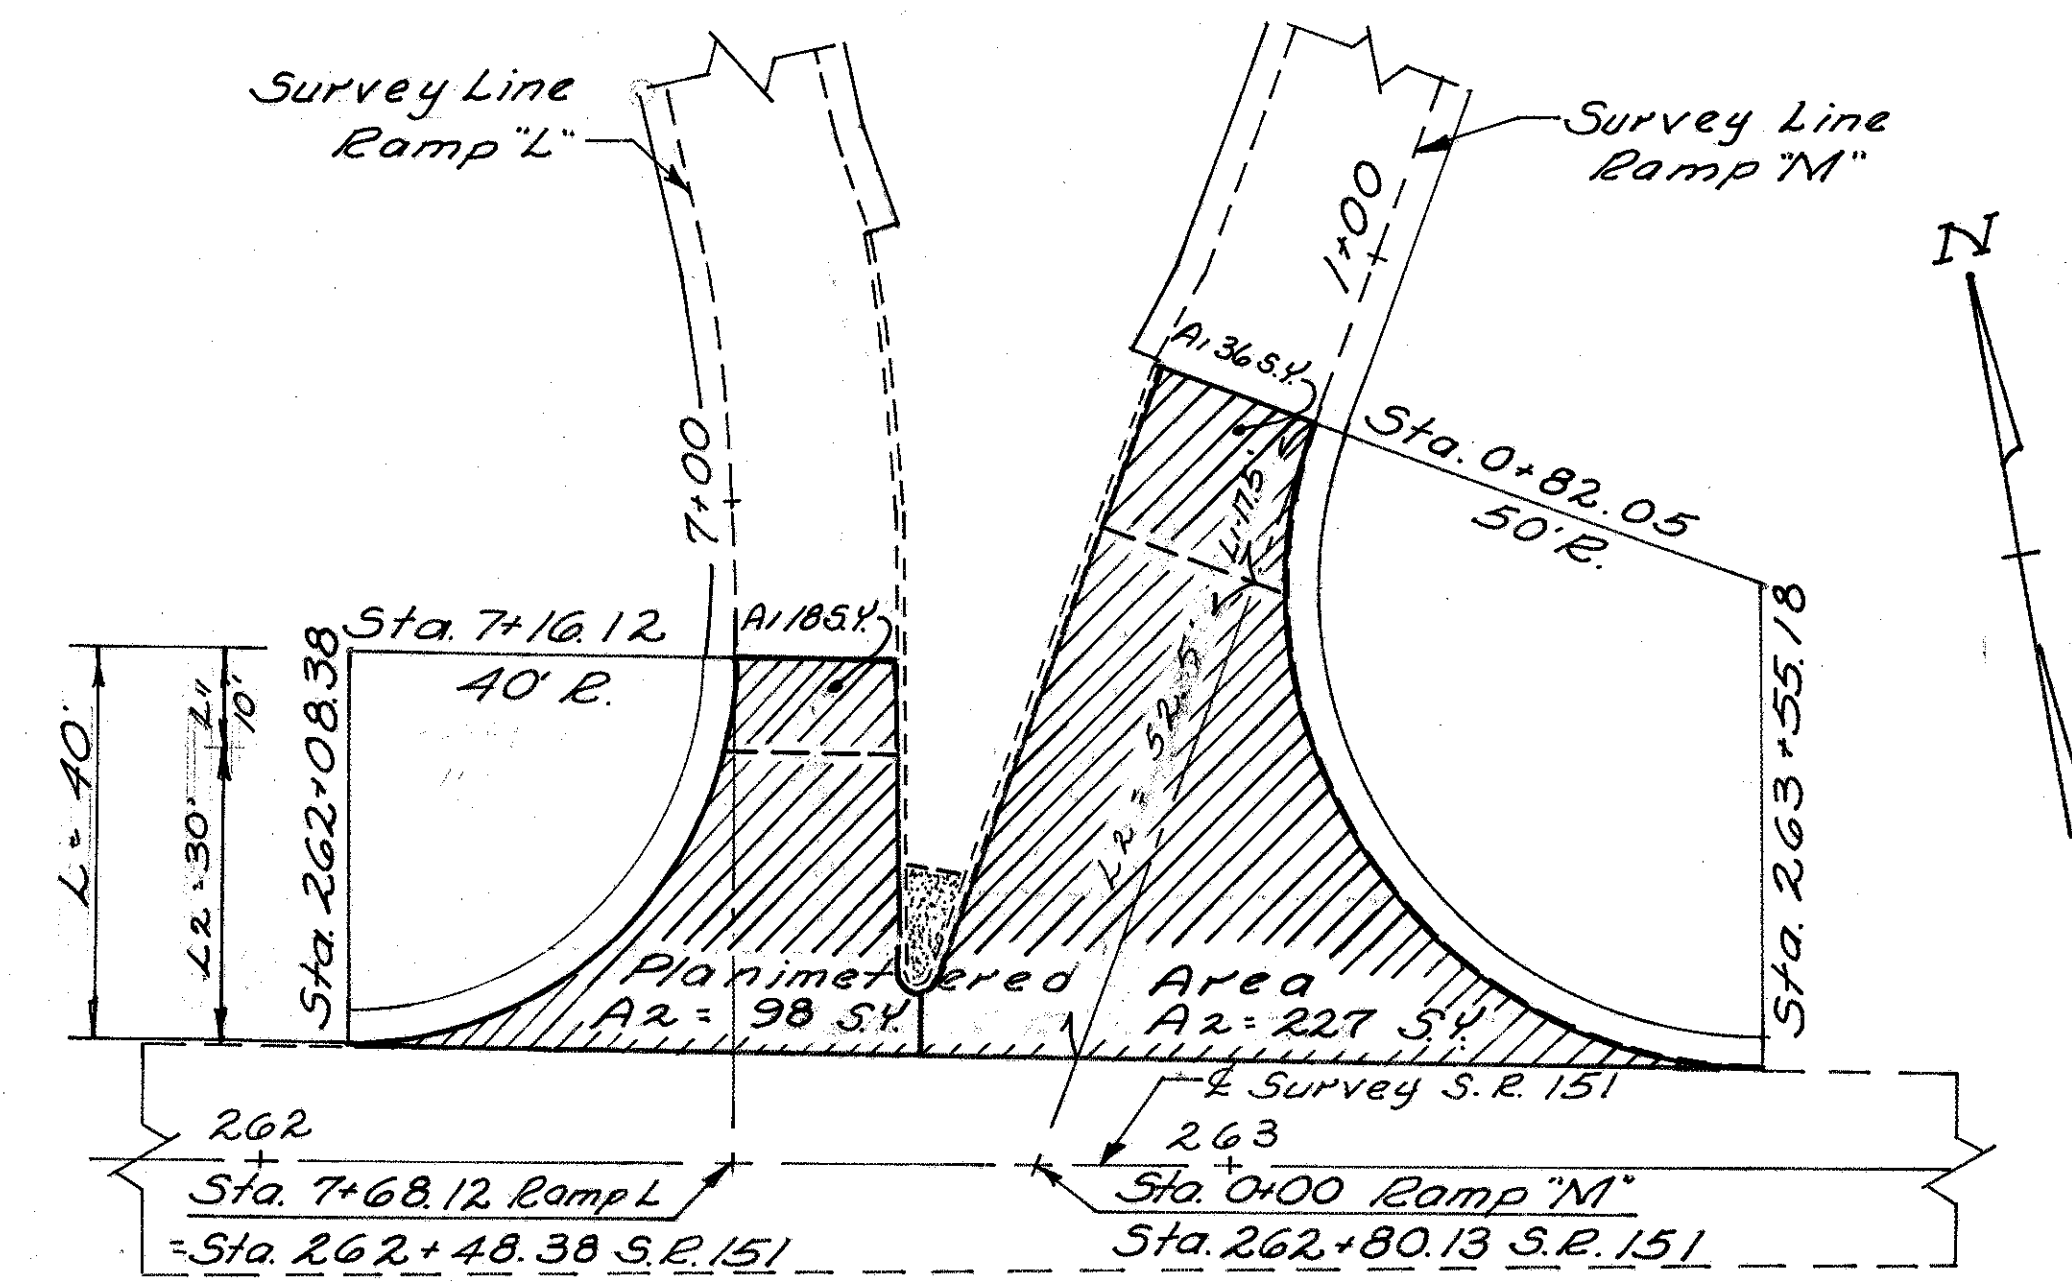 Survey Line
Ramp "L"
Survey Line
Ramp "M"
N
1+00
A1 36 S.Y.
7+00
Sta. 0+82.05
50' R.
L1 = 17.5'
Sta. 7+16.12
40' R.
A1 18 S.Y.
L = 40'
L1"
10'
L2 = 30'
Sta. 262+08.38
L2 = 52.5'
Sta. 263+55.18
Planimetered Area
A2 = 98 S.Y.
A2 = 227 S.Y.
℄ Survey S.R. 151
262
263
Sta. 7+68.12 Ramp L
= Sta. 262+48.38 S.R. 151
Sta. 0+00 Ramp "M"
Sta. 262+80.13 S.R. 151